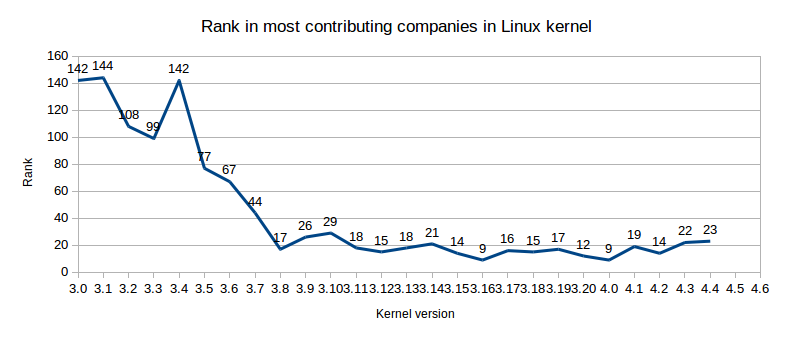 Rank in most contributing companies in Linux kernel
160
140
120
100
80
60
40
20
0
Rank
142 144 108 99 142 77 67 44 17 26 29 18 15 18 21 14 9 16 15 17 12 9 19 14 22 23
3.0 3.1 3.2 3.3 3.4 3.5 3.6 3.7 3.8 3.9 3.10 3.11 3.12 3.13 3.14 3.15 3.16 3.17 3.18 3.19 3.20 4.0 4.1 4.2 4.3 4.4 4.5 4.6
Kernel version